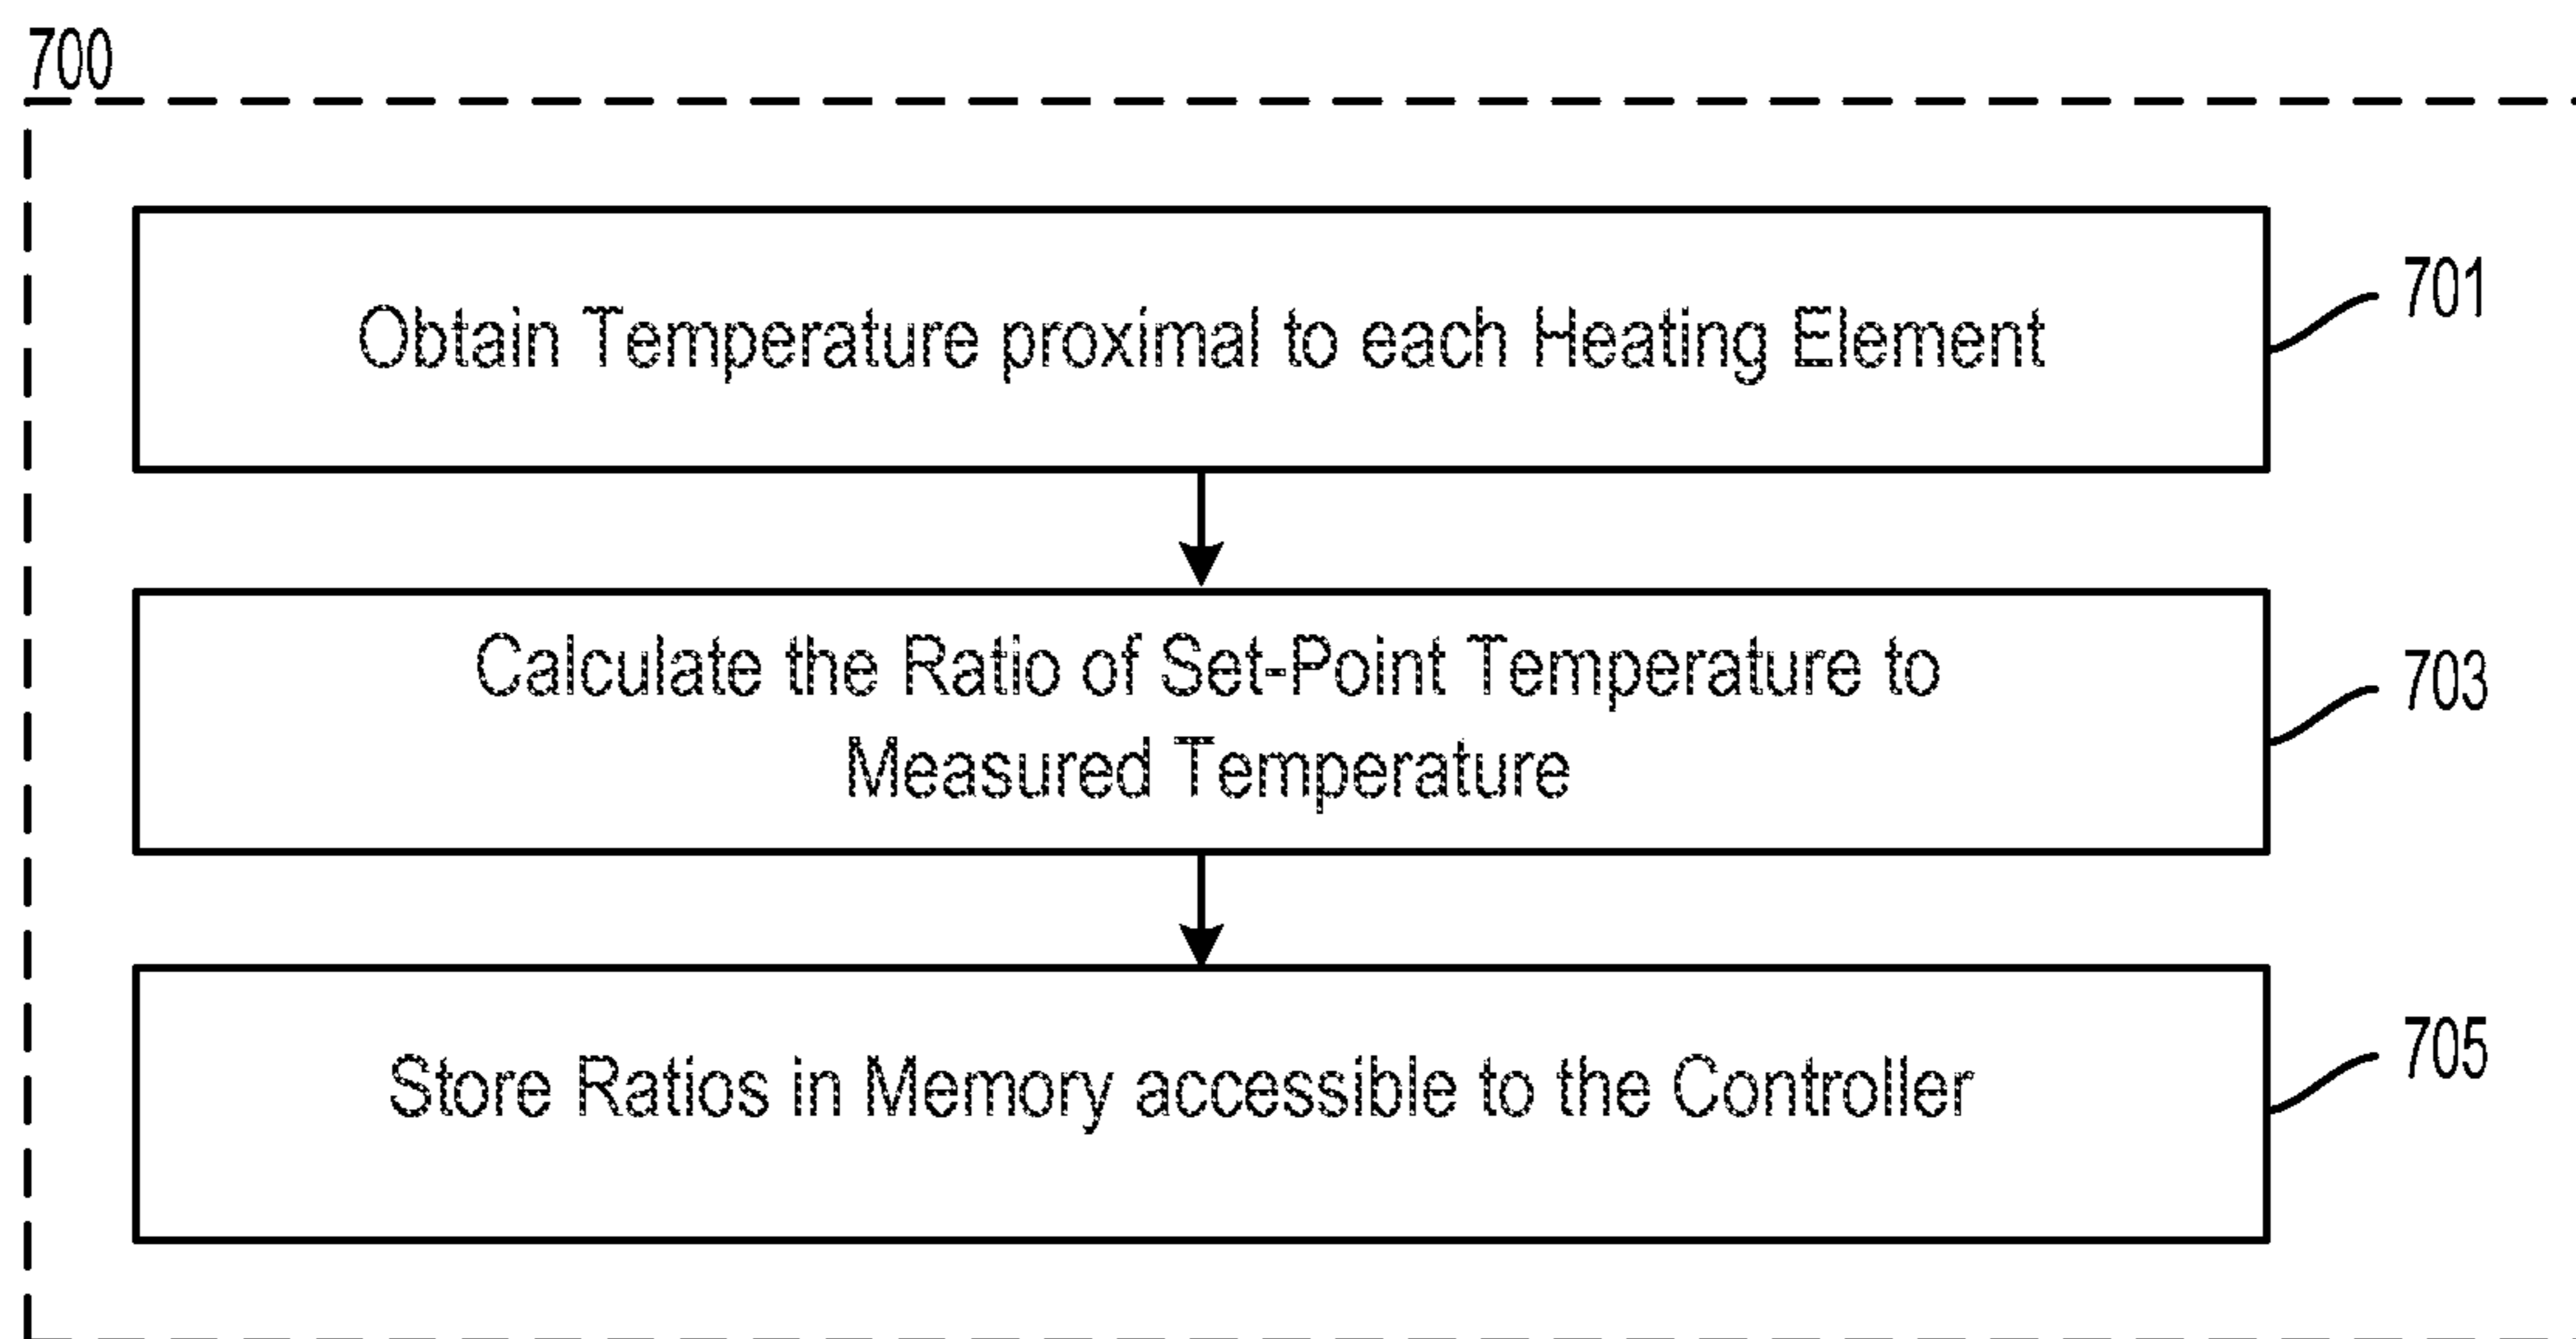 700
Obtain Temperature proximal to each Heating Element
701
Calculate the Ratio of Set-Point Temperature to
Measured Temperature
703
Store Ratios in Memory accessible to the Controller
705